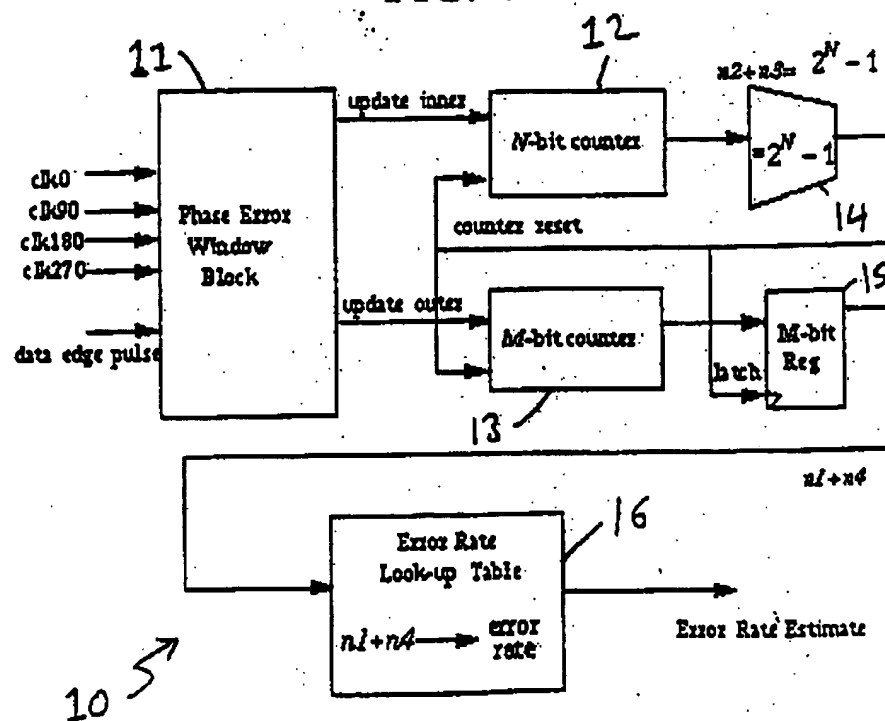 11
12
n2+n3= 2^N - 1
update inner
N-bit counter
=2^N - 1
14
clk0
clk90
clk180
clk270
Phase Error
Window
Block
counter reset
15
update outer
M-bit counter
M-bit
Reg
data edge pulse
latch
13
n1+n4
16
Error Rate
Look-up Table
n1+n4
error
rate
Error Rate Estimate
10